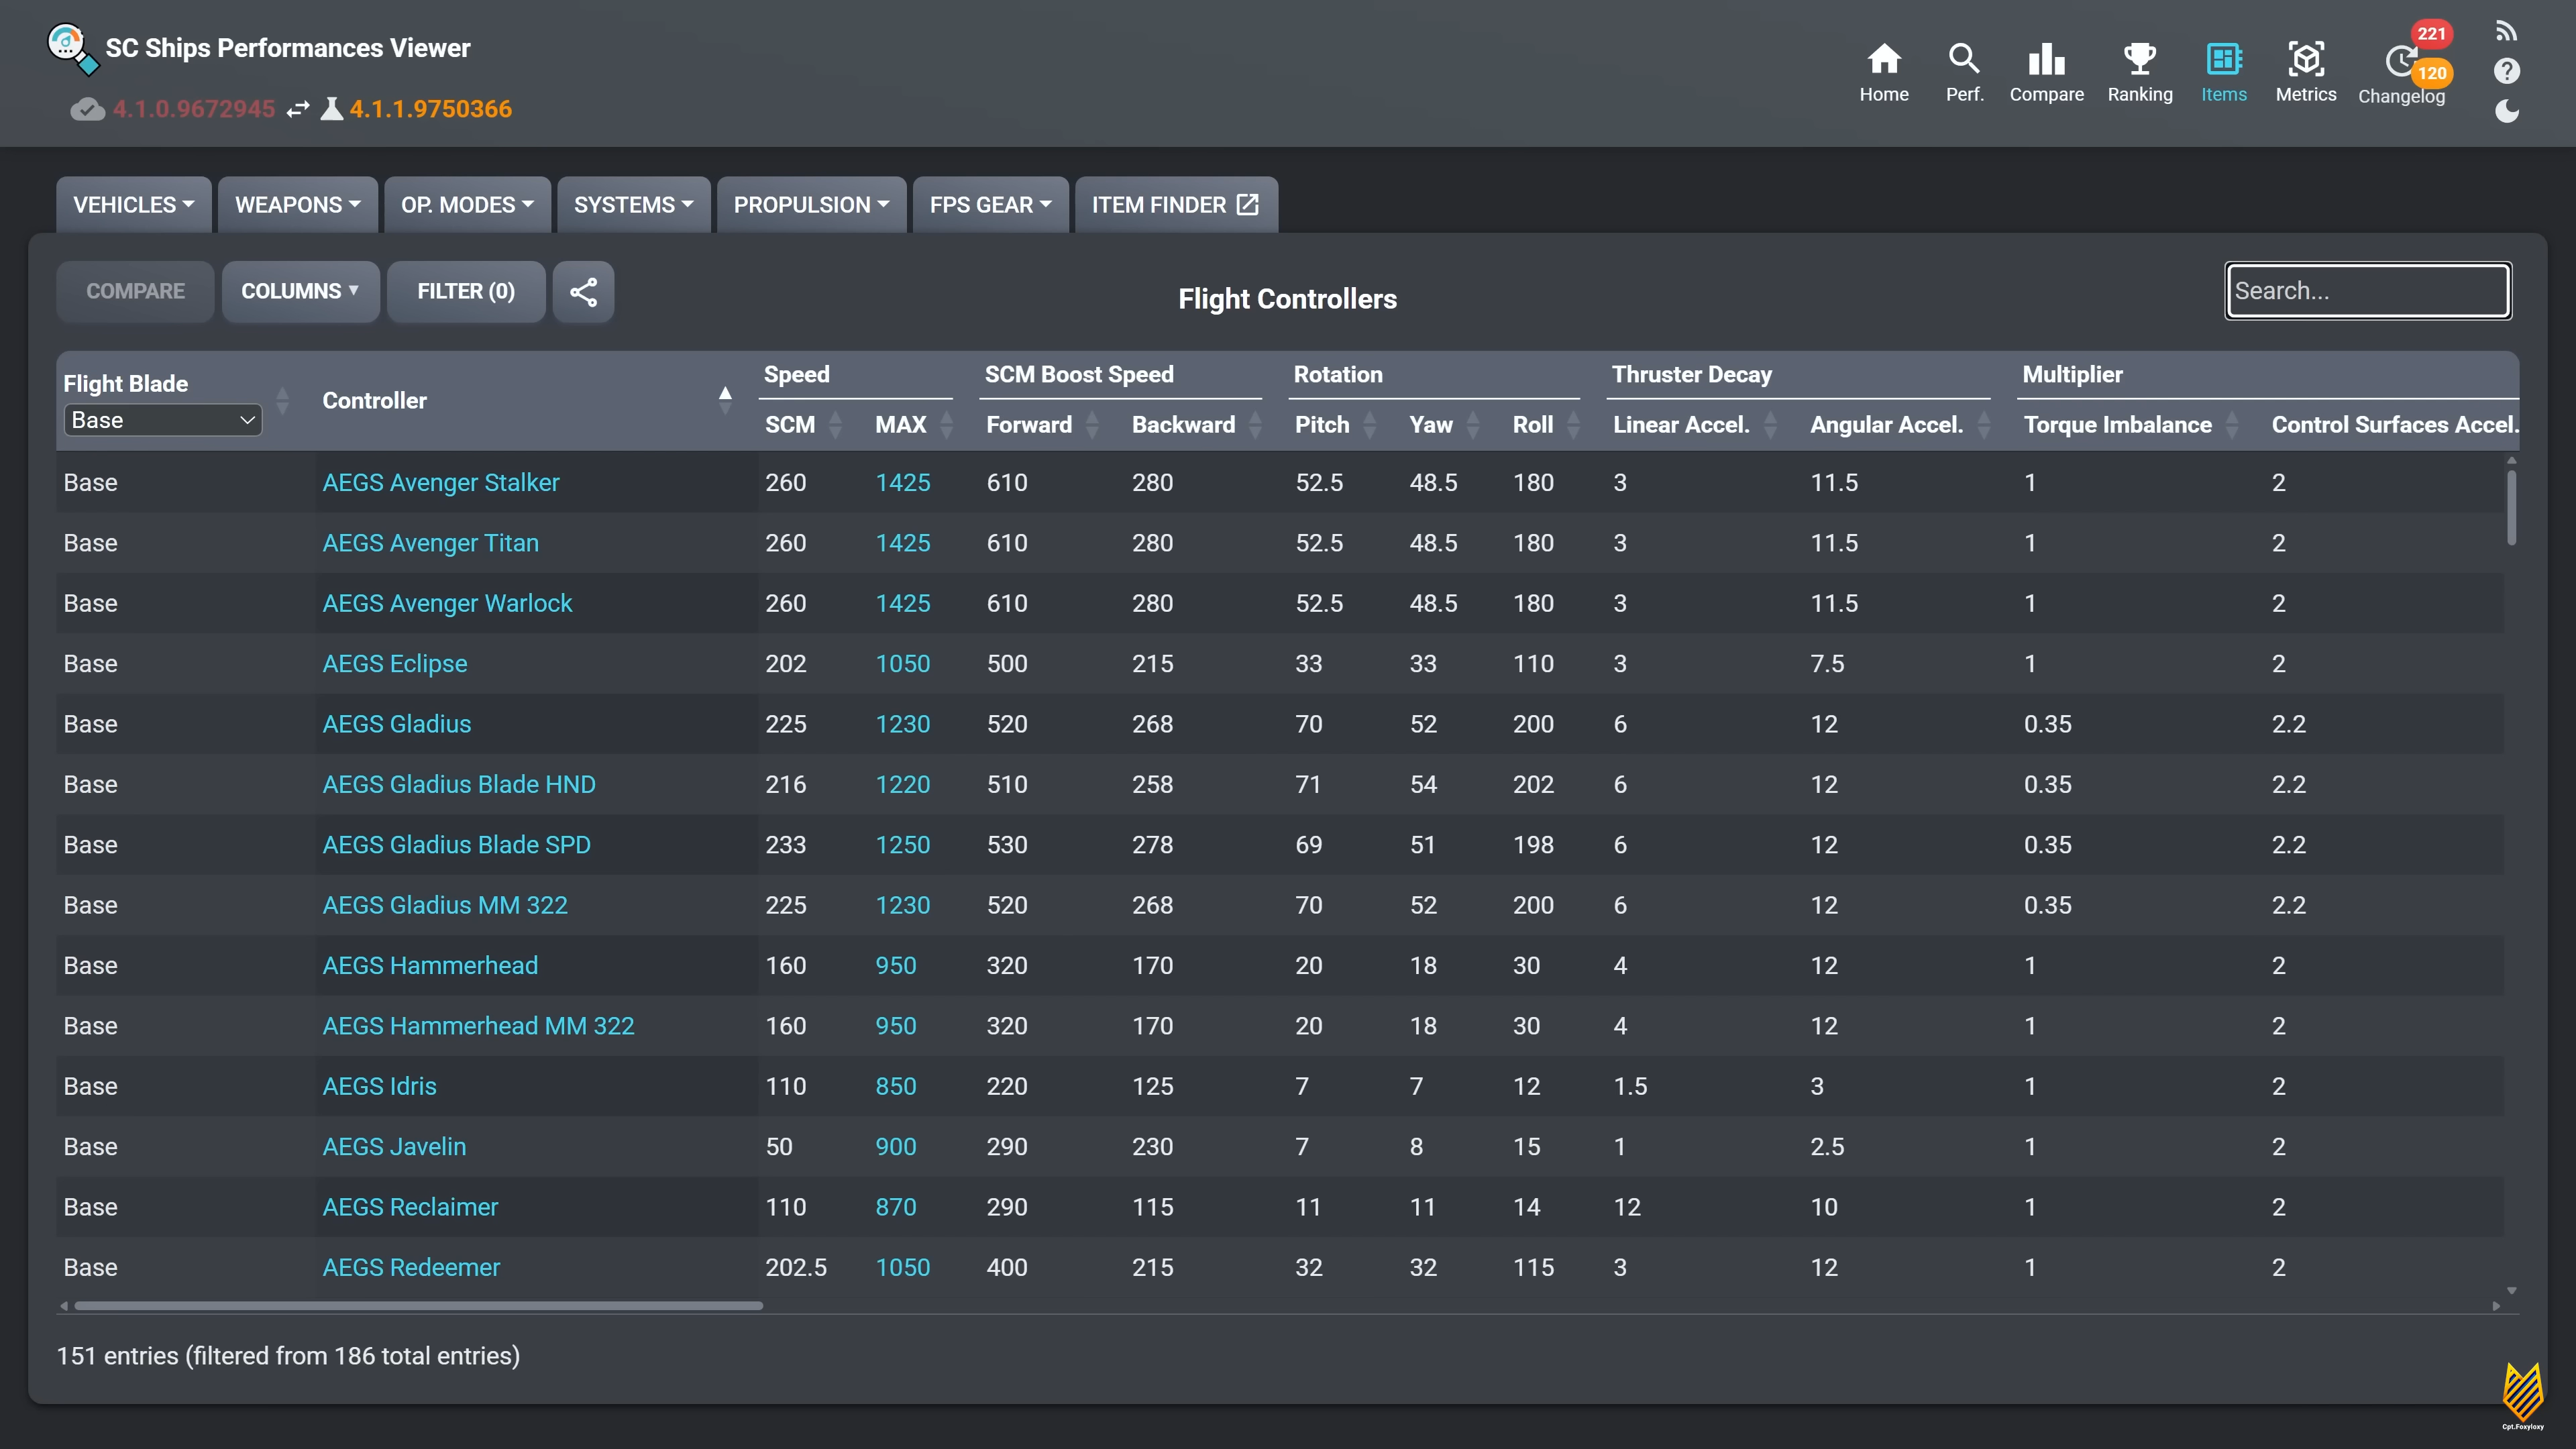 SC Ships Performances Viewer
4.1.0.9672945 4.1.1.9750366
Home Perf. Compare Ranking Items Metrics Changelog 221 120
VEHICLES WEAPONS OP. MODES SYSTEMS PROPULSION FPS GEAR ITEM FINDER
COMPARE COLUMNS FILTER (0) Flight Controllers Search...
Flight Blade Controller Speed SCM Boost Speed Rotation Thruster Decay Multiplier
Base SCM MAX Forward Backward Pitch Yaw Roll Linear Accel. Angular Accel. Torque Imbalance Control Surfaces Accel.
Base AEGS Avenger Stalker 260 1425 610 280 52.5 48.5 180 3 11.5 1 2
Base AEGS Avenger Titan 260 1425 610 280 52.5 48.5 180 3 11.5 1 2
Base AEGS Avenger Warlock 260 1425 610 280 52.5 48.5 180 3 11.5 1 2
Base AEGS Eclipse 202 1050 500 215 33 33 110 3 7.5 1 2
Base AEGS Gladius 225 1230 520 268 70 52 200 6 12 0.35 2.2
Base AEGS Gladius Blade HND 216 1220 510 258 71 54 202 6 12 0.35 2.2
Base AEGS Gladius Blade SPD 233 1250 530 278 69 51 198 6 12 0.35 2.2
Base AEGS Gladius MM 322 225 1230 520 268 70 52 200 6 12 0.35 2.2
Base AEGS Hammerhead 160 950 320 170 20 18 30 4 12 1 2
Base AEGS Hammerhead MM 322 160 950 320 170 20 18 30 4 12 1 2
Base AEGS Idris 110 850 220 125 7 7 12 1.5 3 1 2
Base AEGS Javelin 50 900 290 230 7 8 15 1 2.5 1 2
Base AEGS Reclaimer 110 870 290 115 11 11 14 12 10 1 2
Base AEGS Redeemer 202.5 1050 400 215 32 32 115 3 12 1 2
151 entries (filtered from 186 total entries)
Cpt.Foxyloxy